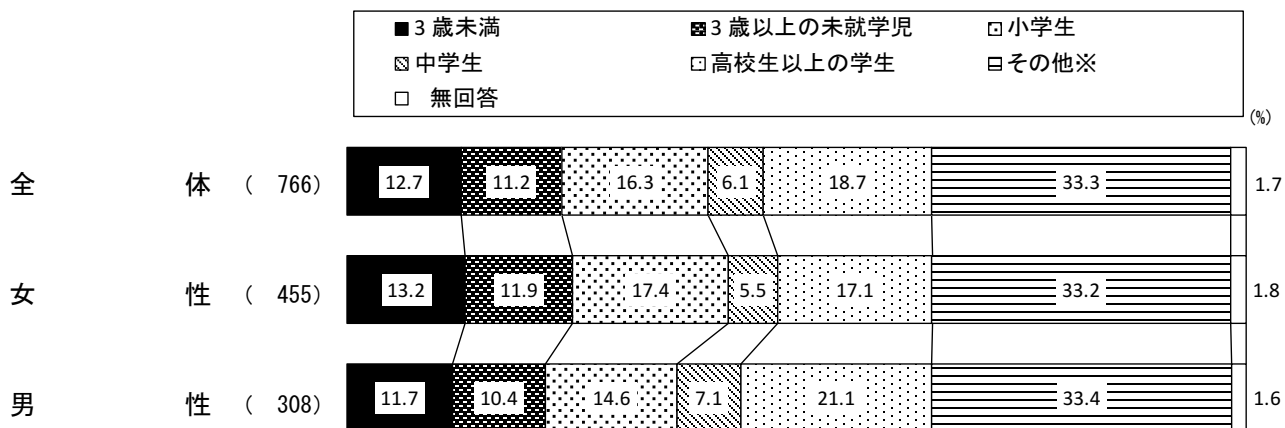 3歳未満 3歳以上の未就学児 小学生
中学生 高校生以上の学生 その他※
無回答
(%)
全 体 ( 766) 12.7 11.2 16.3 6.1 18.7 33.3 1.7
女 性 ( 455) 13.2 11.9 17.4 5.5 17.1 33.2 1.8
男 性 ( 308) 11.7 10.4 14.6 7.1 21.1 33.4 1.6